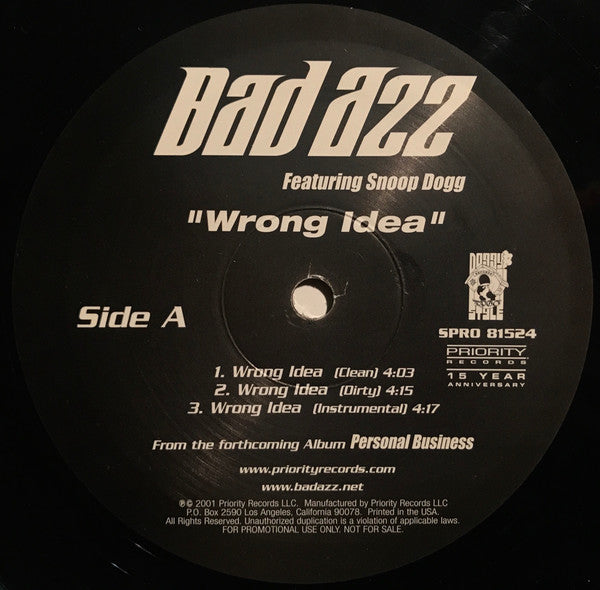 Bad Azz
Featuring Snoop Dogg
"Wrong Idea"
Side A
DOGGY
STYLE
SPRO 81524
PRIORITY
RECORDS
15 YEAR
ANNIVERSARY
1. Wrong Idea (Clean) 4:03
2. Wrong Idea (Dirty) 4:15
3. Wrong Idea (Instrumental) 4:17
From the forthcoming Album Personal Business
www.priorityrecords.com
www.badazz.net
℗© 2001 Priority Records LLC. Manufactured by Priority Records LLC
P.O. Box 2590 Los Angeles, California 90078. Printed in the USA.
All Rights Reserved. Unauthorized duplication is a violation of applicable laws.
FOR PROMOTIONAL USE ONLY. NOT FOR SALE.